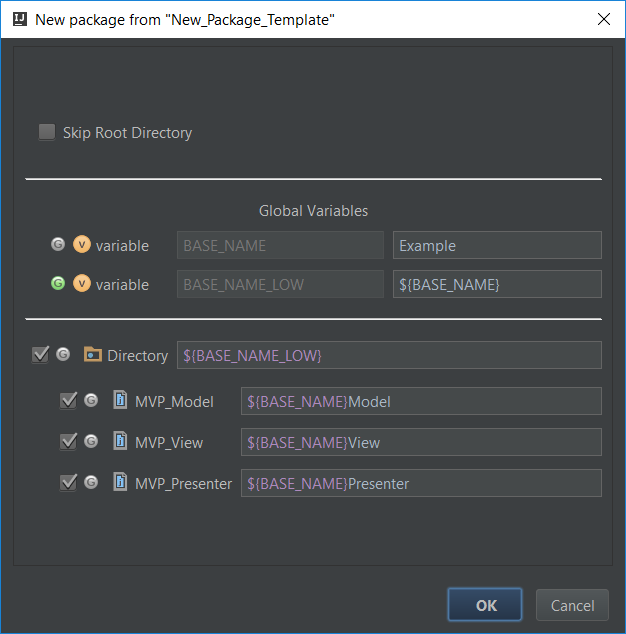 IJ New package from "New_Package_Template"
Skip Root Directory
Global Variables
G V variable BASE_NAME Example
G V variable BASE_NAME_LOW ${BASE_NAME}
G Directory ${BASE_NAME_LOW}
G MVP_Model ${BASE_NAME}Model
G MVP_View ${BASE_NAME}View
G MVP_Presenter ${BASE_NAME}Presenter
OK Cancel